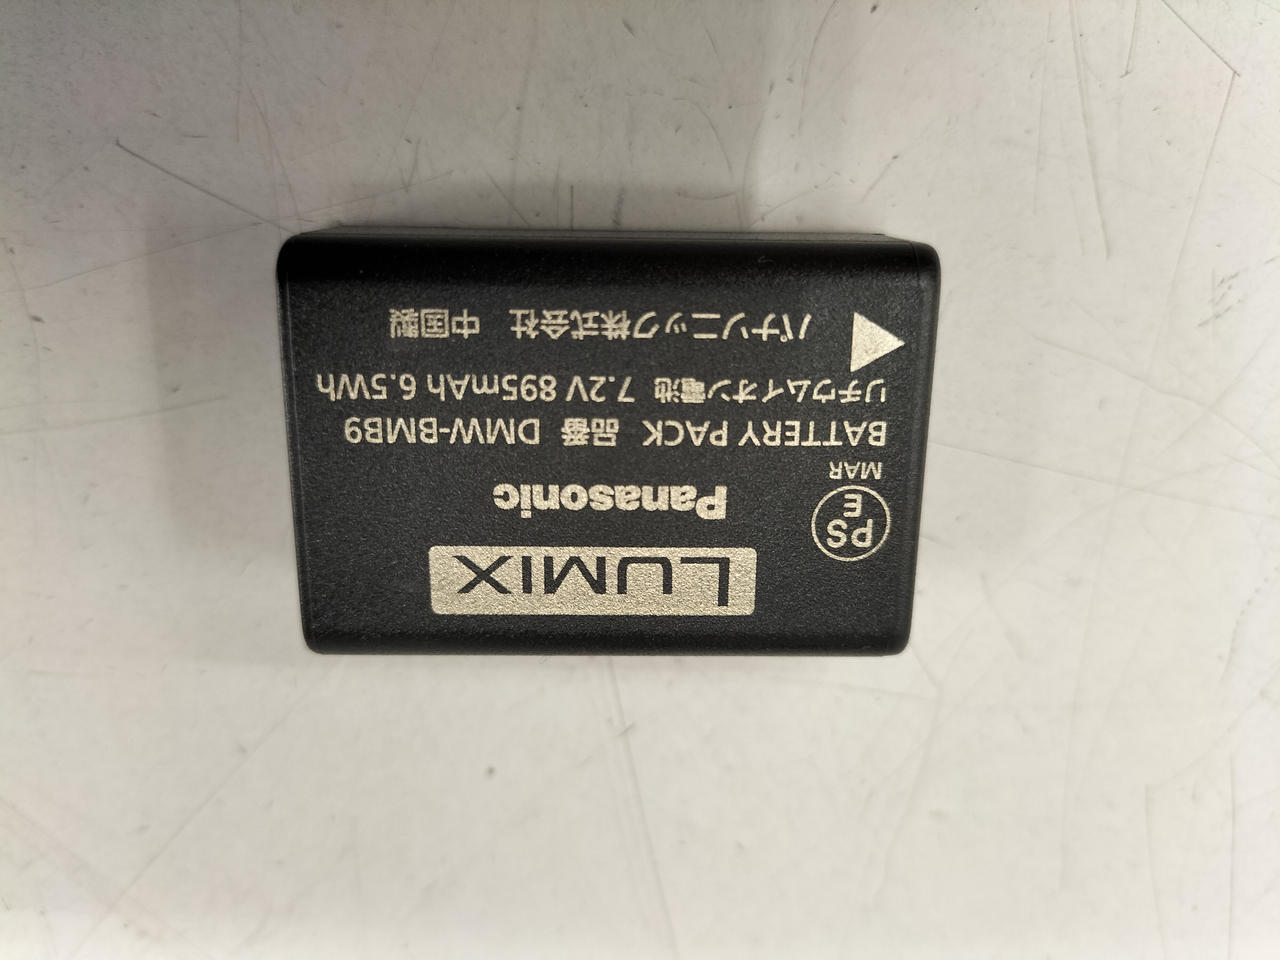 LUMIX
Panasonic
PS
E
MAR
BATTERY PACK 品番 DMW-BMB9
リチウムイオン電池 7.2V 895mAh 6.5Wh
パナソニック株式会社 中国製